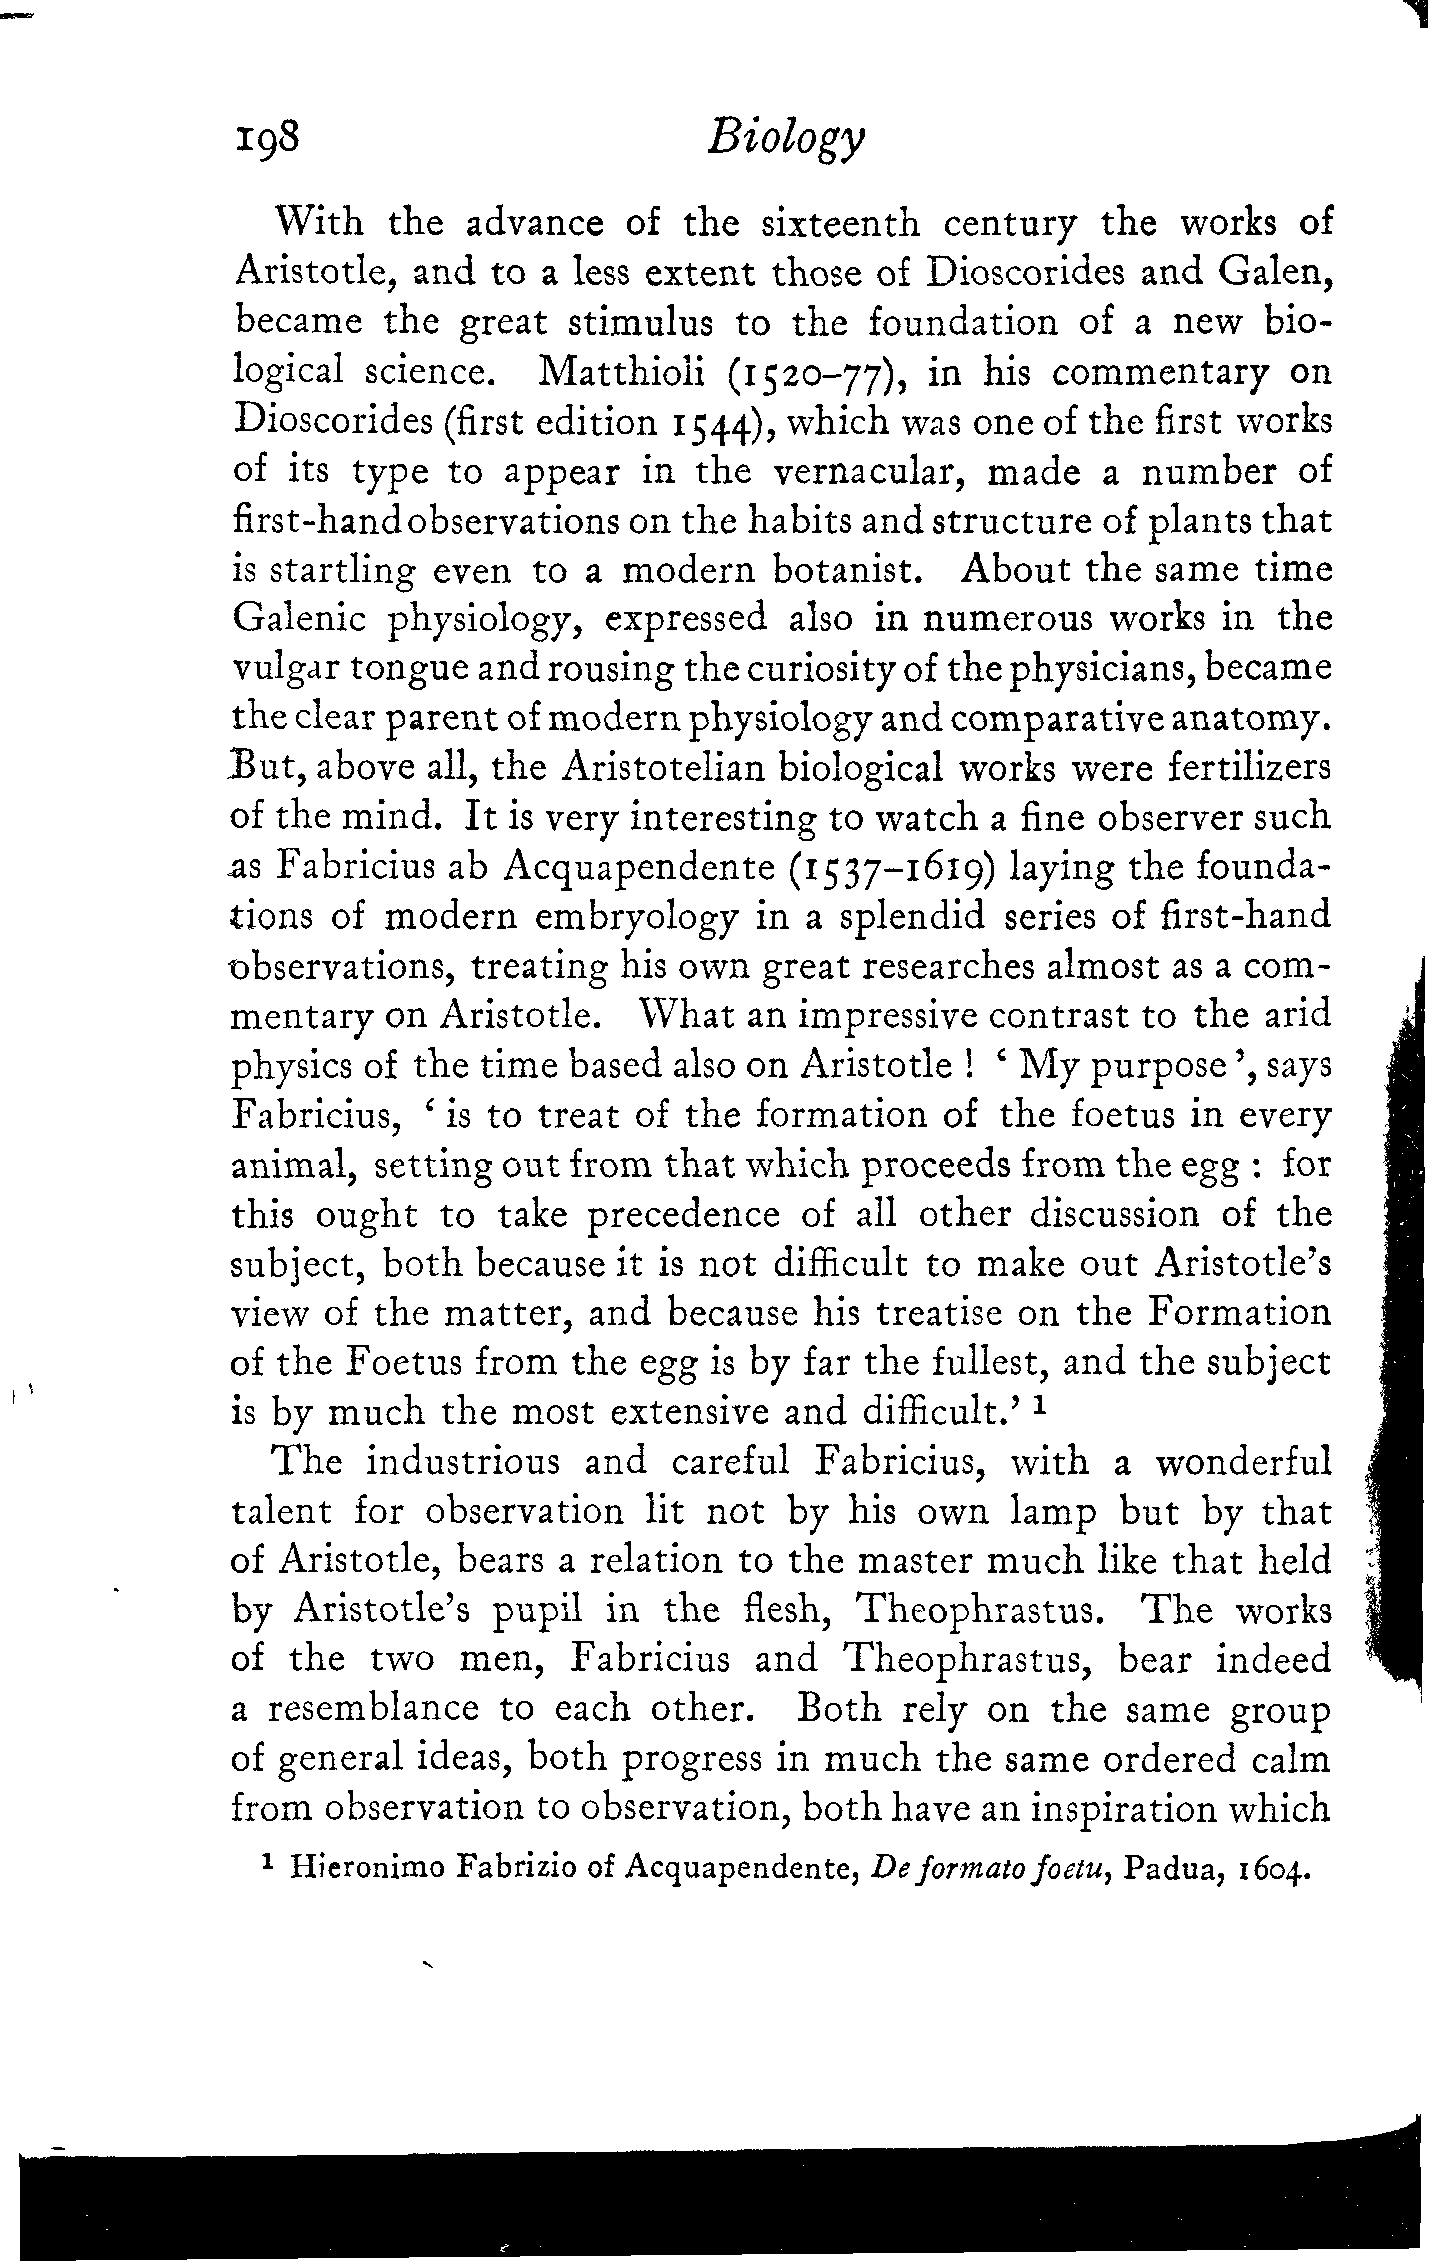 198 Biology
With the advance of the sixteenth century the works of
Aristotle, and to a less extent those of Dioscorides and Galen,
became the great stimulus to the foundation of a new bio-
logical science. Matthioli (1520–77), in his commentary on
Dioscorides (first edition 1544), which was one of the first works
of its type to appear in the vernacular, made a number of
first-hand observations on the habits and structure of plants that
is startling even to a modern botanist. About the same time
Galenic physiology, expressed also in numerous works in the
vulgar tongue and rousing the curiosity of the physicians, became
the clear parent of modern physiology and comparative anatomy.
But, above all, the Aristotelian biological works were fertilizers
of the mind. It is very interesting to watch a fine observer such
as Fabricius ab Acquapendente (1537–1619) laying the founda-
tions of modern embryology in a splendid series of first-hand
observations, treating his own great researches almost as a com-
mentary on Aristotle. What an impressive contrast to the arid
physics of the time based also on Aristotle ! ‘ My purpose ’, says
Fabricius, ‘ is to treat of the formation of the foetus in every
animal, setting out from that which proceeds from the egg : for
this ought to take precedence of all other discussion of the
subject, both because it is not difficult to make out Aristotle’s
view of the matter, and because his treatise on the Formation
of the Foetus from the egg is by far the fullest, and the subject
is by much the most extensive and difficult.’ ¹
The industrious and careful Fabricius, with a wonderful
talent for observation lit not by his own lamp but by that
of Aristotle, bears a relation to the master much like that held
by Aristotle’s pupil in the flesh, Theophrastus. The works
of the two men, Fabricius and Theophrastus, bear indeed
a resemblance to each other. Both rely on the same group
of general ideas, both progress in much the same ordered calm
from observation to observation, both have an inspiration which
¹ Hieronimo Fabrizio of Acquapendente, De formato foetu, Padua, 1604.